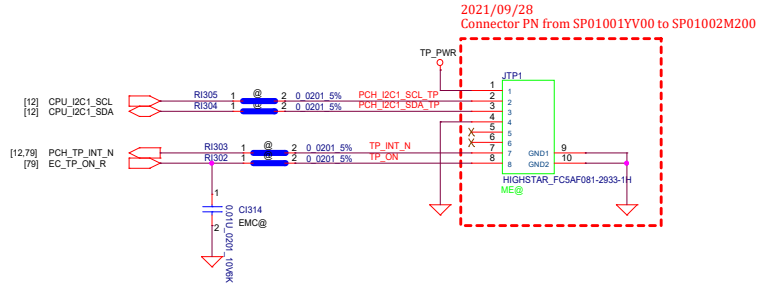 2021/09/28
Connector PN from SP01001YV00 to SP01002M200
TP_PWR
JTP1
[12] CPU_I2C1_SCL RI305 1 @ 2 0_0201_5% PCH_I2C1_SCL_TP
[12] CPU_I2C1_SDA RI304 1 @ 2 0_0201_5% PCH_I2C1_SDA_TP
[12,79] PCH_TP_INT_N RI303 1 @ 2 0_0201_5% TP_INT_N
[79] EC_TP_ON_R RI302 1 @ 2 0_0201_5% TP_ON
1 1
2 2
3 3
4 4
5 5
6 6
7 7 GND1 9
8 8 GND2 10
HIGHSTAR_FC5AF081-2933-1H
ME@
1
CI314
2 EMC@
0.01U_0201_10V6K